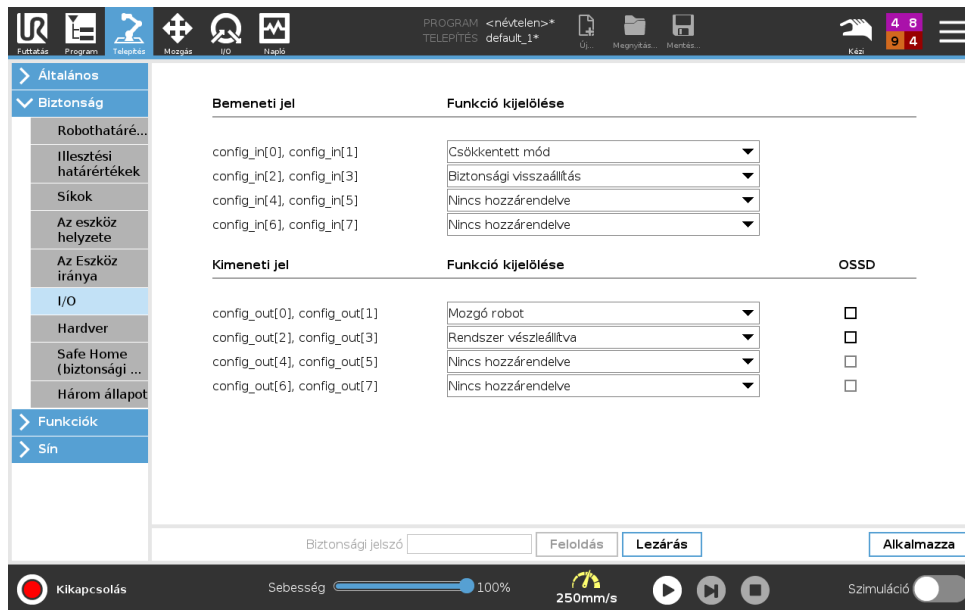 UR
PROGRAM <névtelen>*
TELEPÍTÉS default_1*
Futtatás Program Telepítés Mozgás I/O Napló Új... Megnyitás... Mentés... Kézi
4 8
9 4
Általános
Biztonság
Robothatáré...
Illesztési
határértékek
Síkok
Az eszköz
helyzete
Az Eszköz
iránya
I/O
Hardver
Safe Home
(biztonsági ...
Három állapot
Funkciók
Sín
Bemeneti jel Funkció kijelölése
config_in[0], config_in[1] Csökkentett mód
config_in[2], config_in[3] Biztonsági visszaállítás
config_in[4], config_in[5] Nincs hozzárendelve
config_in[6], config_in[7] Nincs hozzárendelve
Kimeneti jel Funkció kijelölése OSSD
config_out[0], config_out[1] Mozgó robot
config_out[2], config_out[3] Rendszer vészleállítva
config_out[4], config_out[5] Nincs hozzárendelve
config_out[6], config_out[7] Nincs hozzárendelve
Biztonsági jelszó Feloldás Lezárás Alkalmazza
Kikapcsolás Sebesség 100% 250mm/s Szimuláció